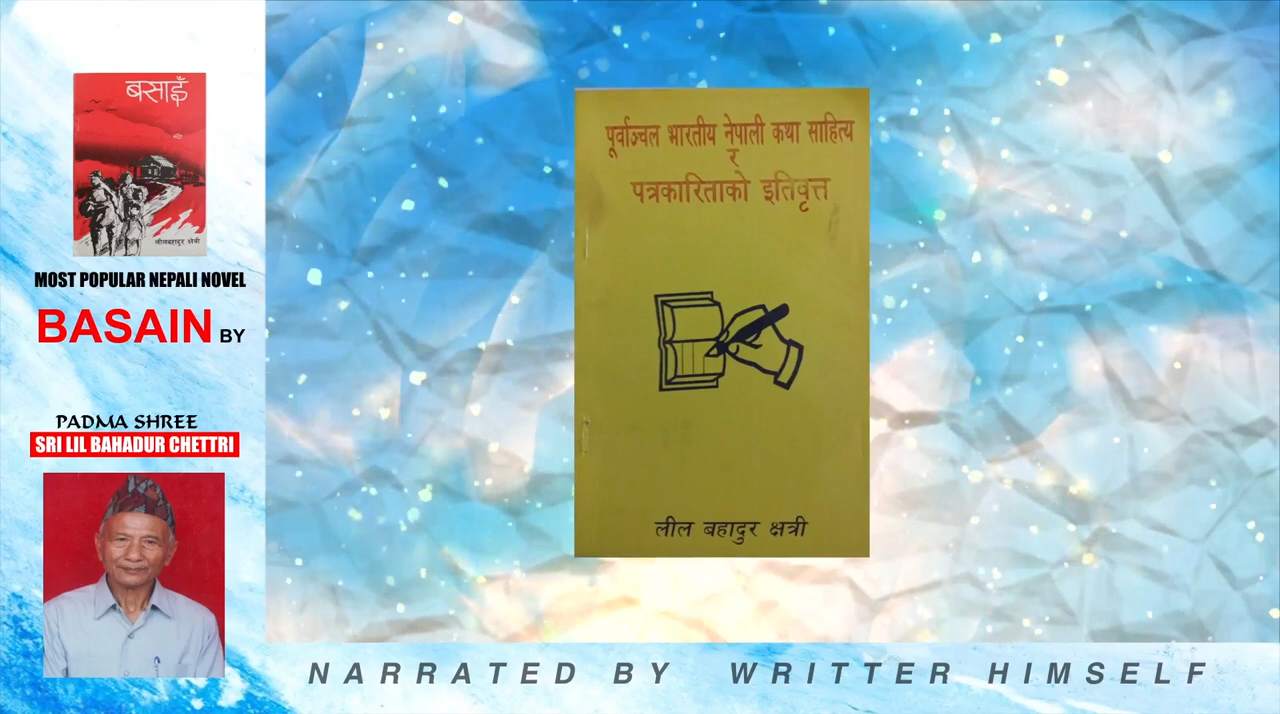 बसाइँ
लीलबहादुर क्षेत्री
MOST POPULAR NEPALI NOVEL
BASAIN BY
PADMA SHREE
SRI LIL BAHADUR CHETTRI
पूर्वाञ्चल भारतीय नेपाली कथा साहित्य
र
पत्रकारिताको इतिवृत्त
लील बहादुर क्षत्री
NARRATED BY WRITTER HIMSELF